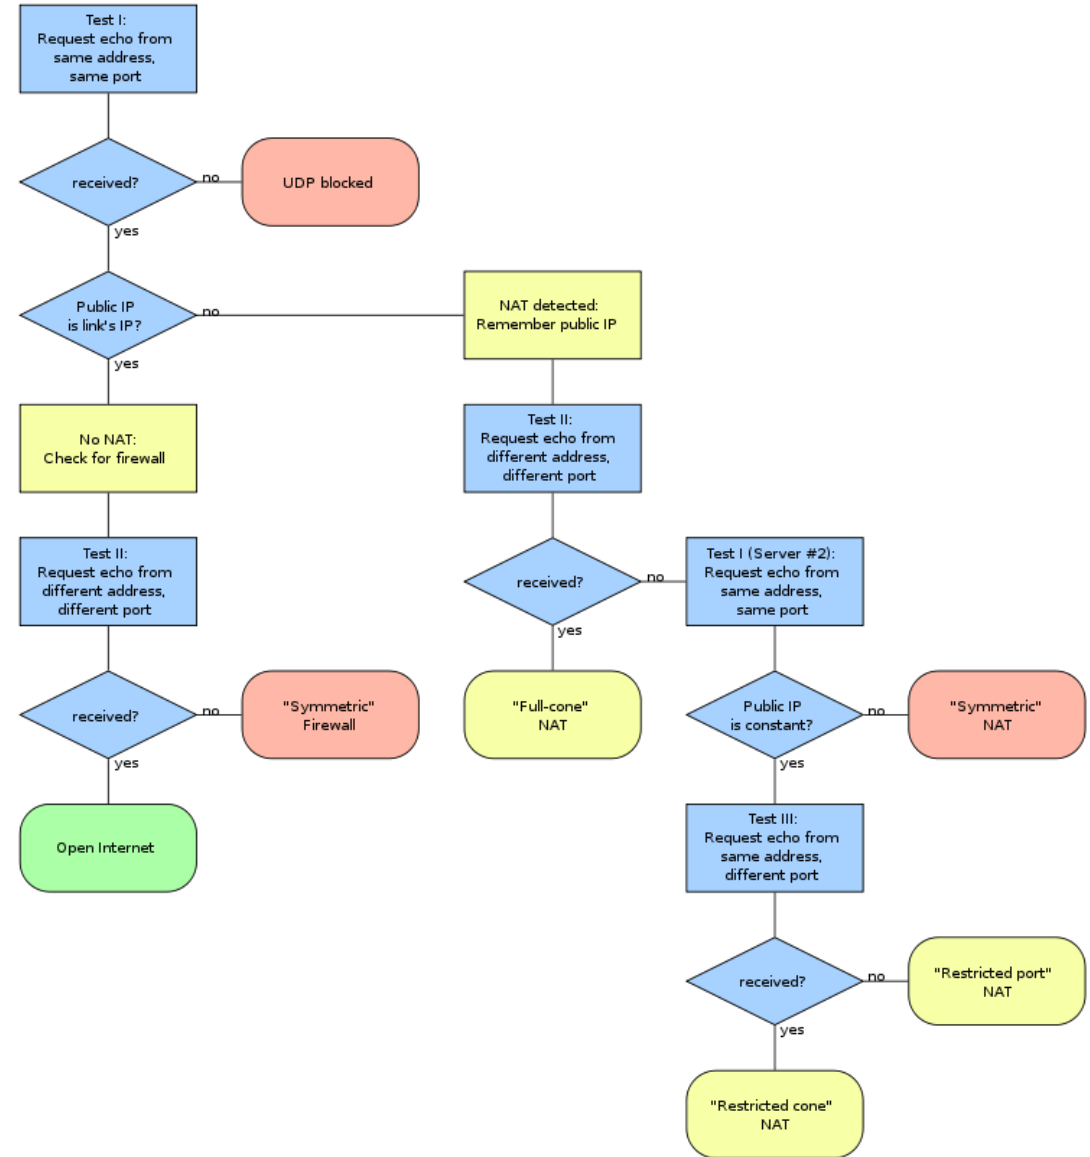 Test I:
Request echo from
same address,
same port
received?
no
UDP blocked
yes
Public IP
is link's IP?
no
NAT detected:
Remember public IP
yes
No NAT:
Check for firewall
Test II:
Request echo from
different address,
different port
Test II:
Request echo from
different address,
different port
received?
no
Test I (Server #2):
Request echo from
same address,
same port
yes
received?
no
"Symmetric"
Firewall
"Full-cone"
NAT
Public IP
is constant?
no
"Symmetric"
NAT
yes
yes
Open Internet
Test III:
Request echo from
same address,
different port
received?
no
"Restricted port"
NAT
yes
"Restricted cone"
NAT